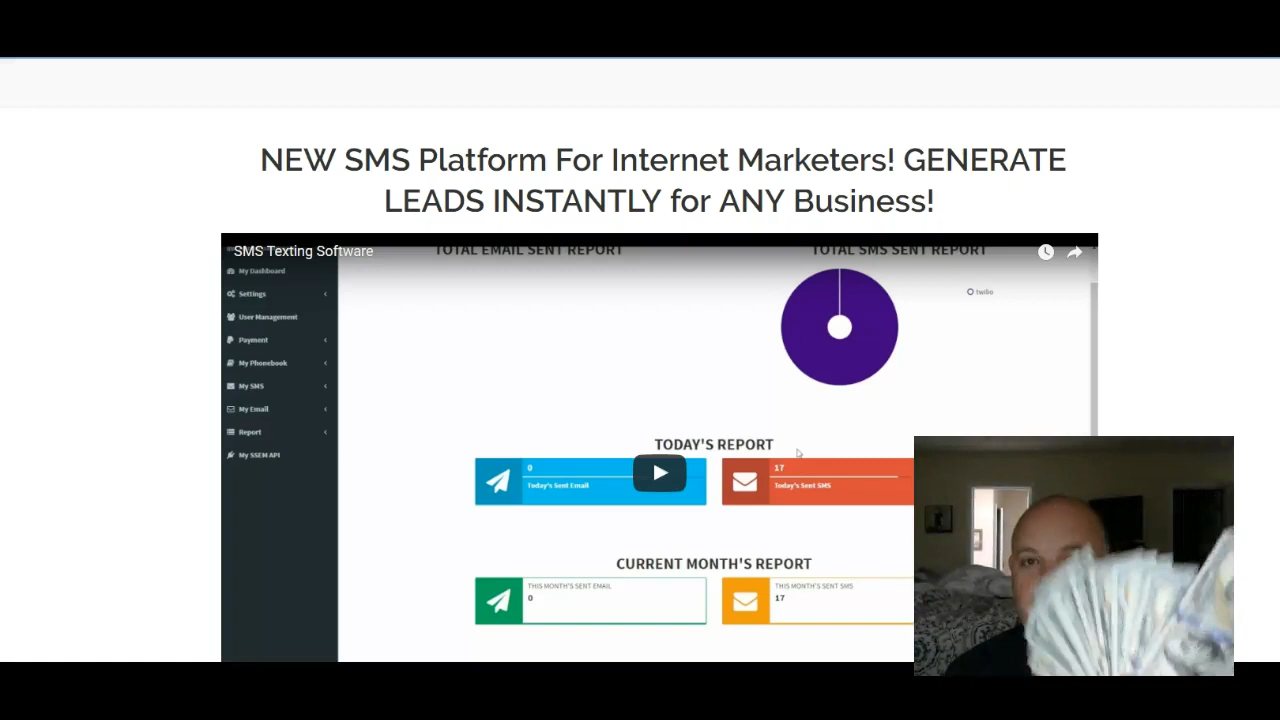 NEW SMS Platform For Internet Marketers! GENERATE
LEADS INSTANTLY for ANY Business!
SMS Texting Software
TOTAL EMAIL SENT REPORT
TOTAL SMS SENT REPORT
My Dashboard
Settings
User Management
Payment
My Phonebook
My SMS
My Email
Report
My SSEM API
twilio
TODAY'S REPORT
0
Today's Sent Email
17
Today's Sent SMS
CURRENT MONTH'S REPORT
THIS MONTH'S SENT EMAIL
0
THIS MONTH'S SENT SMS
17